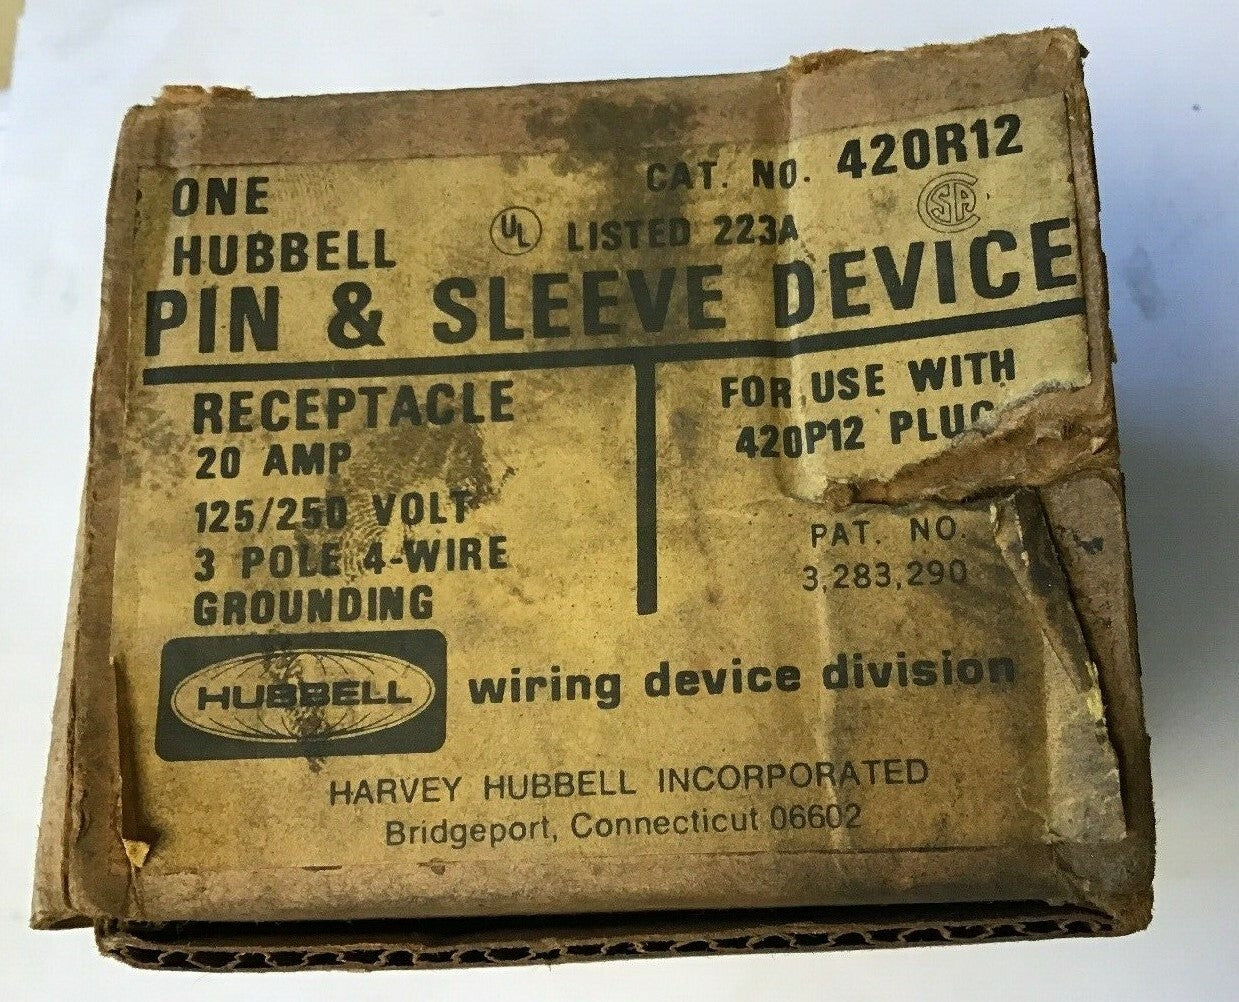 ONE
CAT. NO. 420R12
HUBBELL
UL LISTED 223A
SA
PIN & SLEEVE DEVICE
RECEPTACLE
20 AMP
125/250 VOLT
3 POLE 4-WIRE
GROUNDING
FOR USE WITH
420P12 PLUG
PAT. NO.
3,283,290
HUBBELL
wiring device division
HARVEY HUBBELL INCORPORATED
Bridgeport, Connecticut 06602